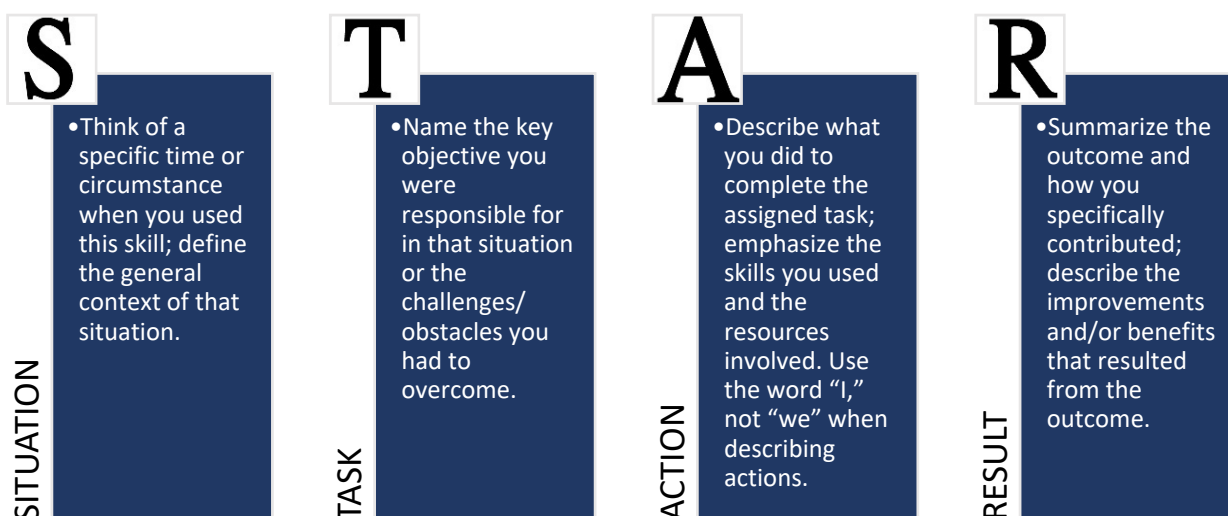 S
SITUATION
•Think of a
specific time or
circumstance
when you used
this skill; define
the general
context of that
situation.
T
TASK
•Name the key
objective you
were
responsible for
in that situation
or the
challenges/
obstacles you
had to
overcome.
A
ACTION
•Describe what
you did to
complete the
assigned task;
emphasize the
skills you used
and the
resources
involved. Use
the word “I,”
not “we” when
describing
actions.
R
RESULT
•Summarize the
outcome and
how you
specifically
contributed;
describe the
improvements
and/or benefits
that resulted
from the
outcome.